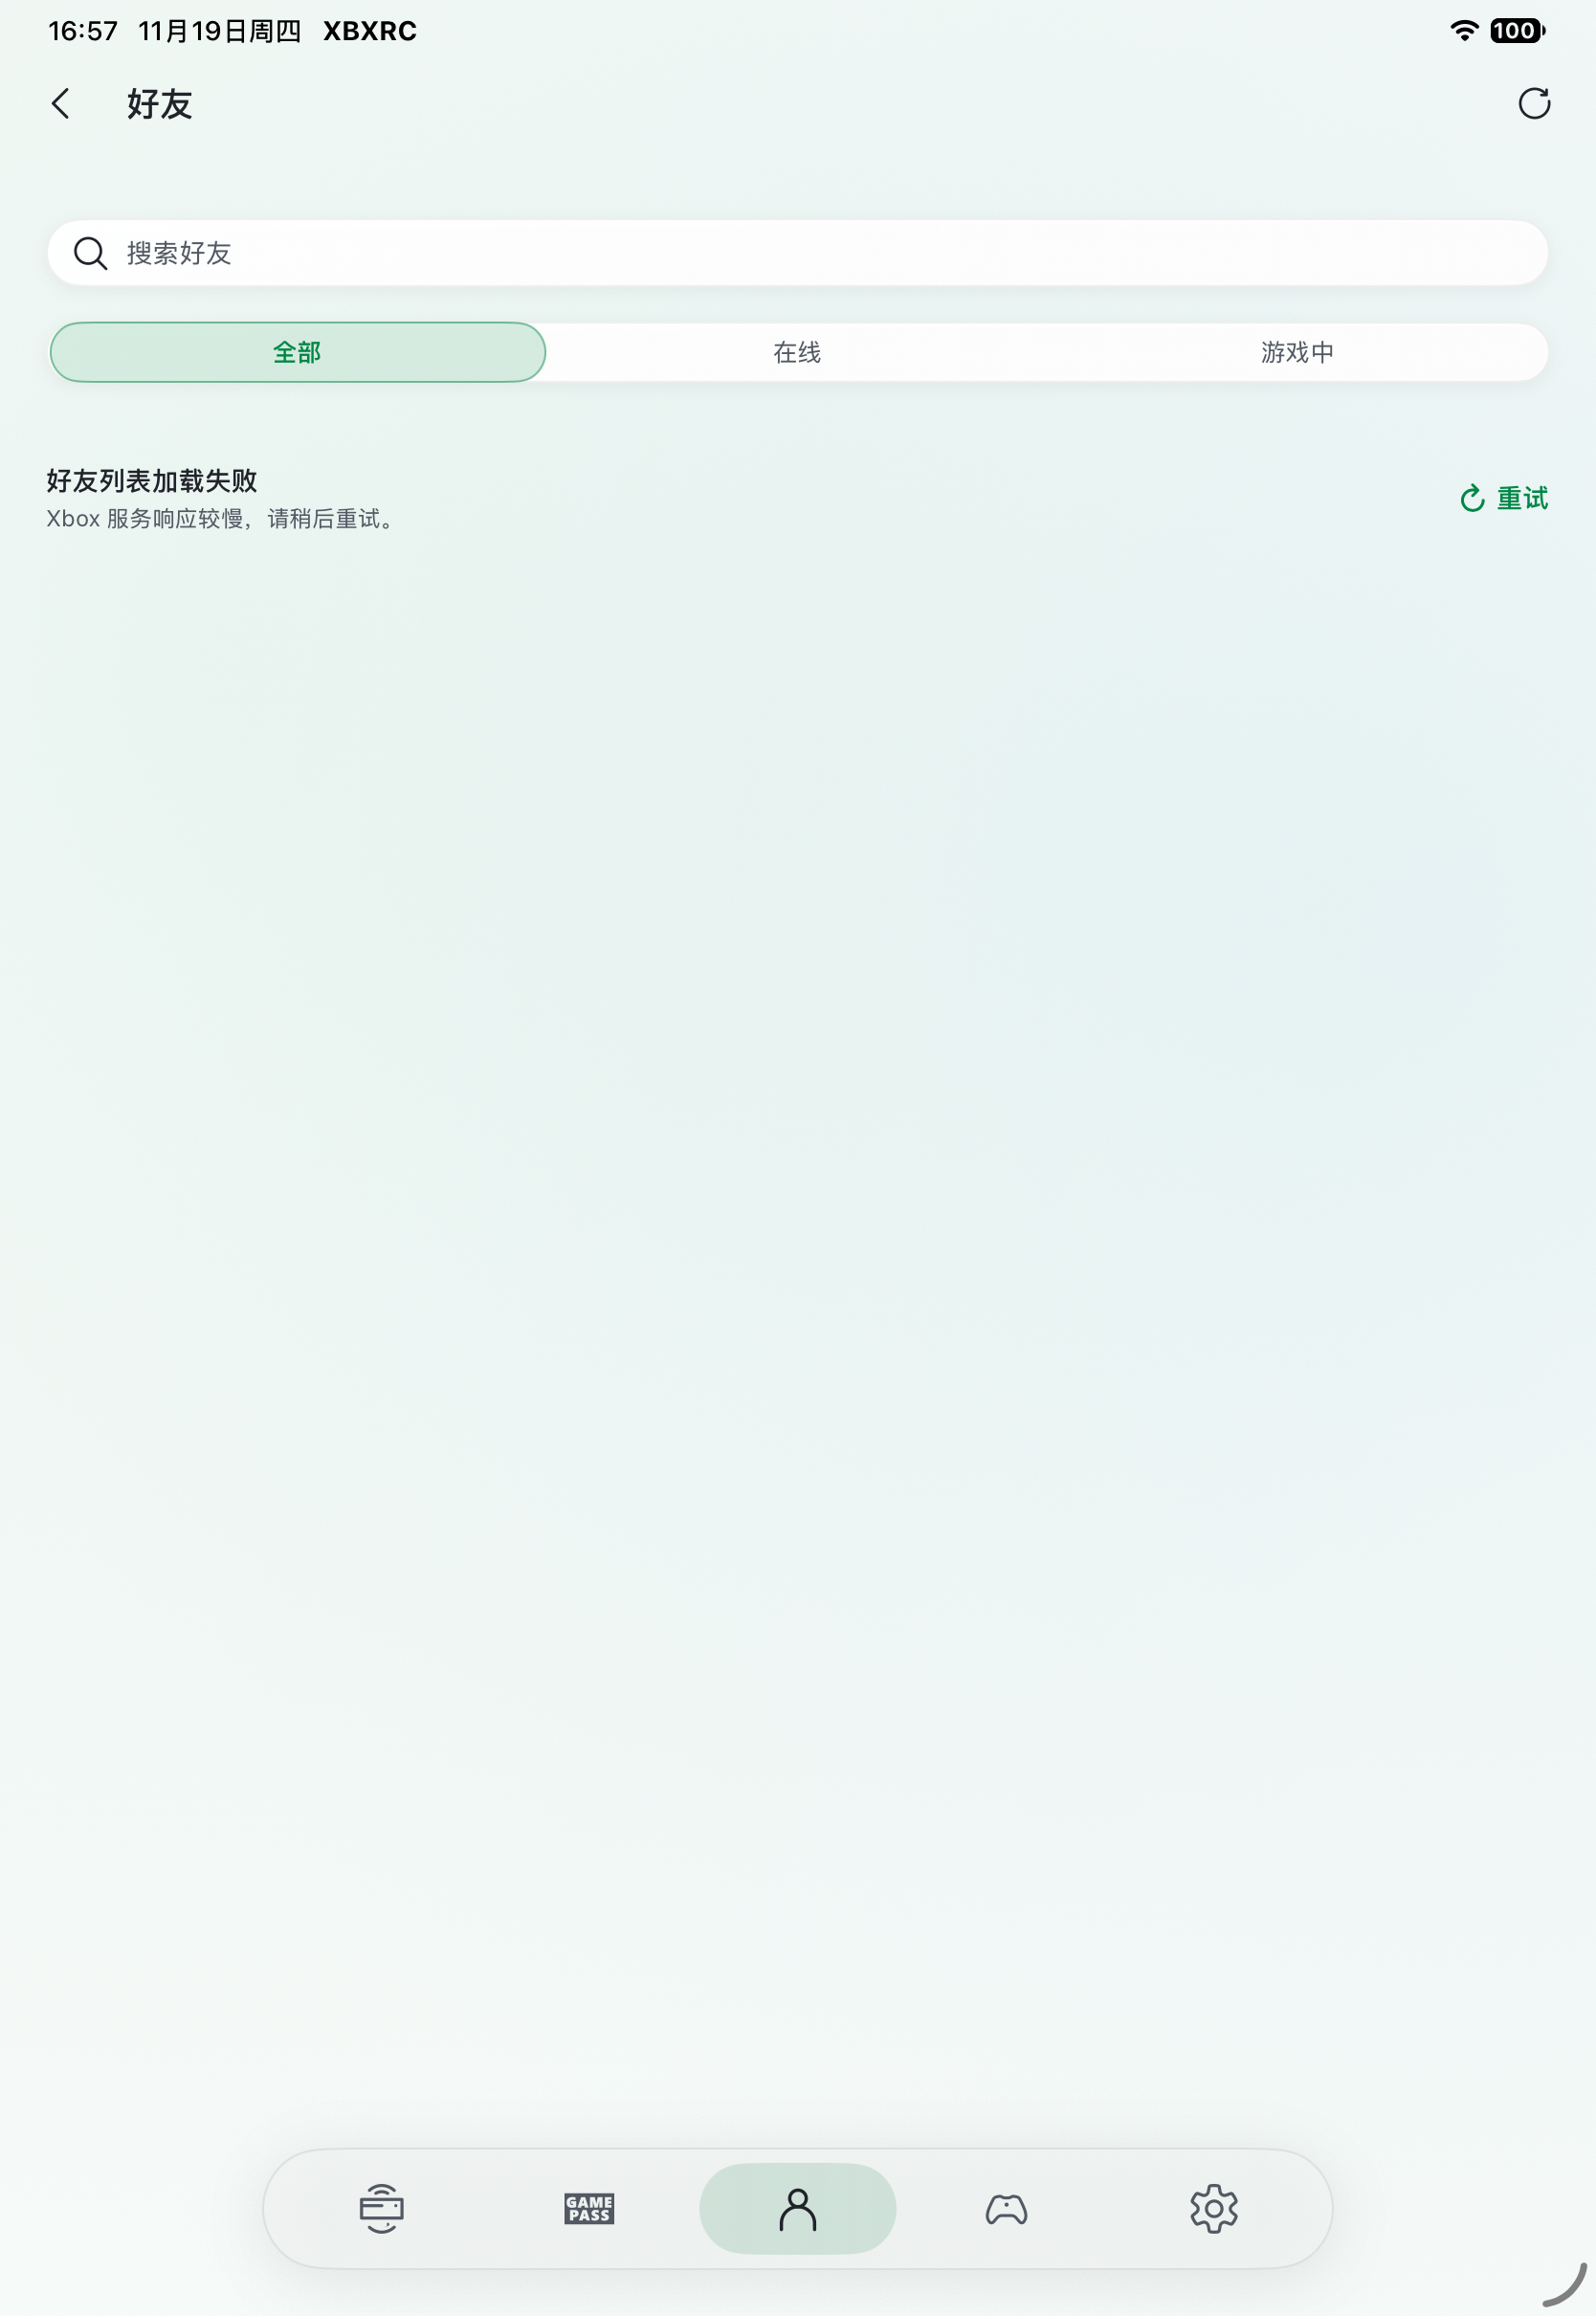 16:57 11月19日周四 XBXRC
100
好友
搜索好友
全部
在线
游戏中
好友列表加载失败
Xbox 服务响应较慢，请稍后重试。
重试
GAME
PASS